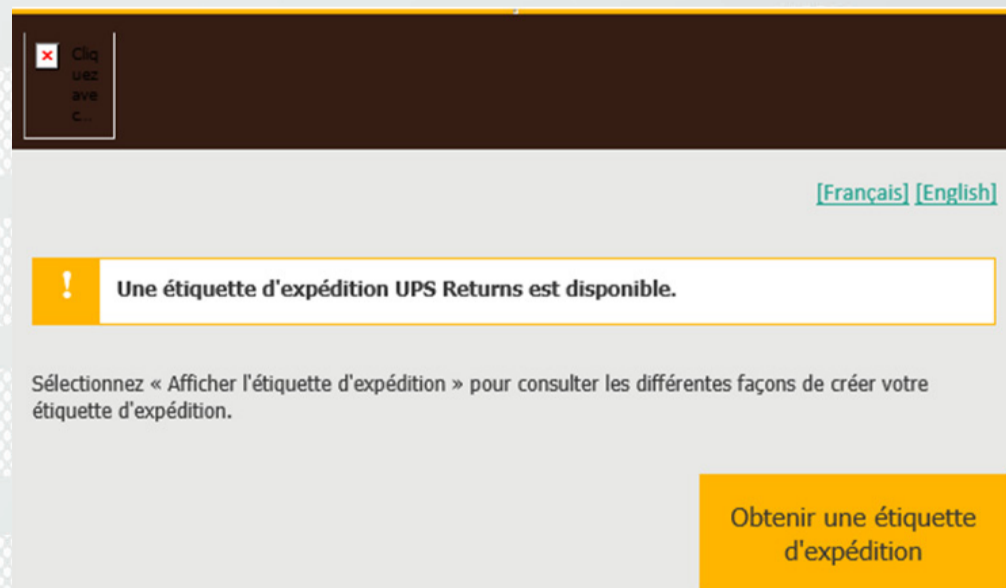 Cliq
uez
ave
c...
[Français] [English]
! Une étiquette d'expédition UPS Returns est disponible.
Sélectionnez « Afficher l'étiquette d'expédition » pour consulter les différentes façons de créer votre
étiquette d'expédition.
Obtenir une étiquette
d'expédition